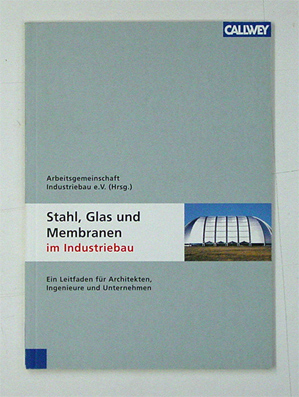 CALLWEY
Arbeitsgemeinschaft
Industriebau e.V. (Hrsg.)
Stahl, Glas und
Membranen
im Industriebau
Ein Leitfaden für Architekten,
Ingenieure und Unternehmen